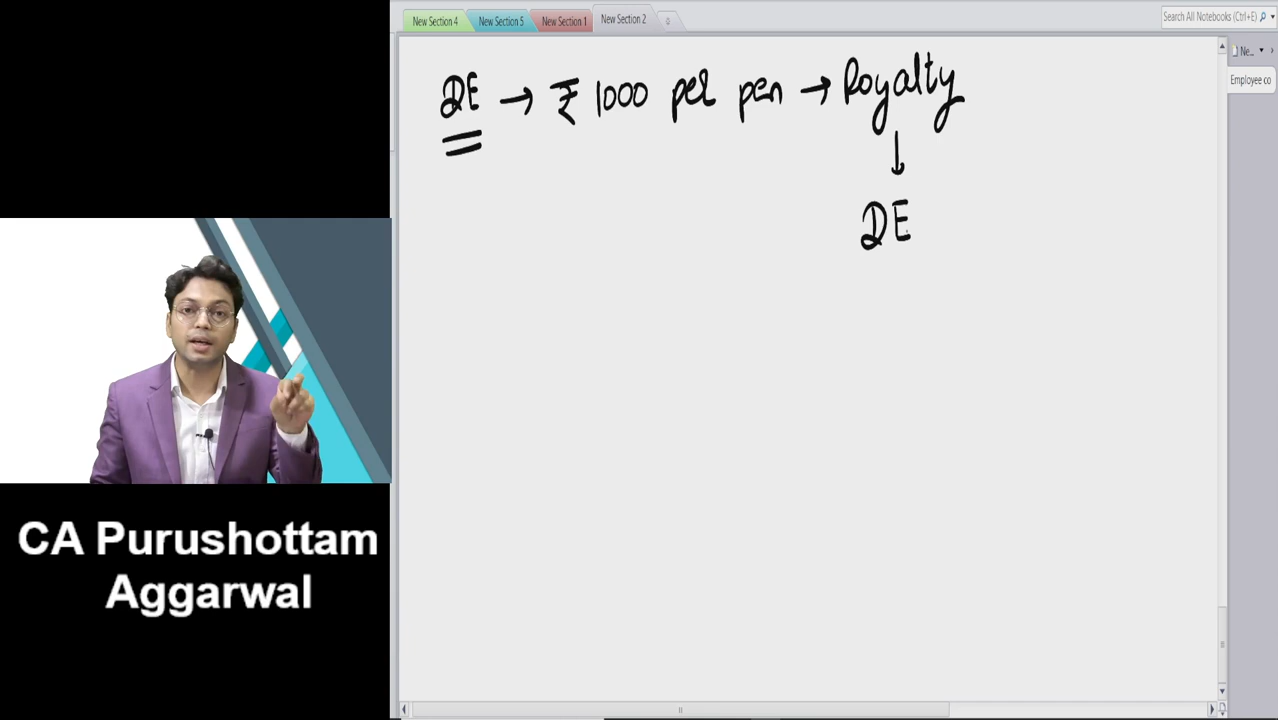 New Section 4 New Section 5 New Section 1 New Section 2
Search All Notebooks (Ctrl+E)
Ne...
Employee co
DE → ₹ 1000 per pen → Royalty
↓
DE
CA Purushottam
Aggarwal